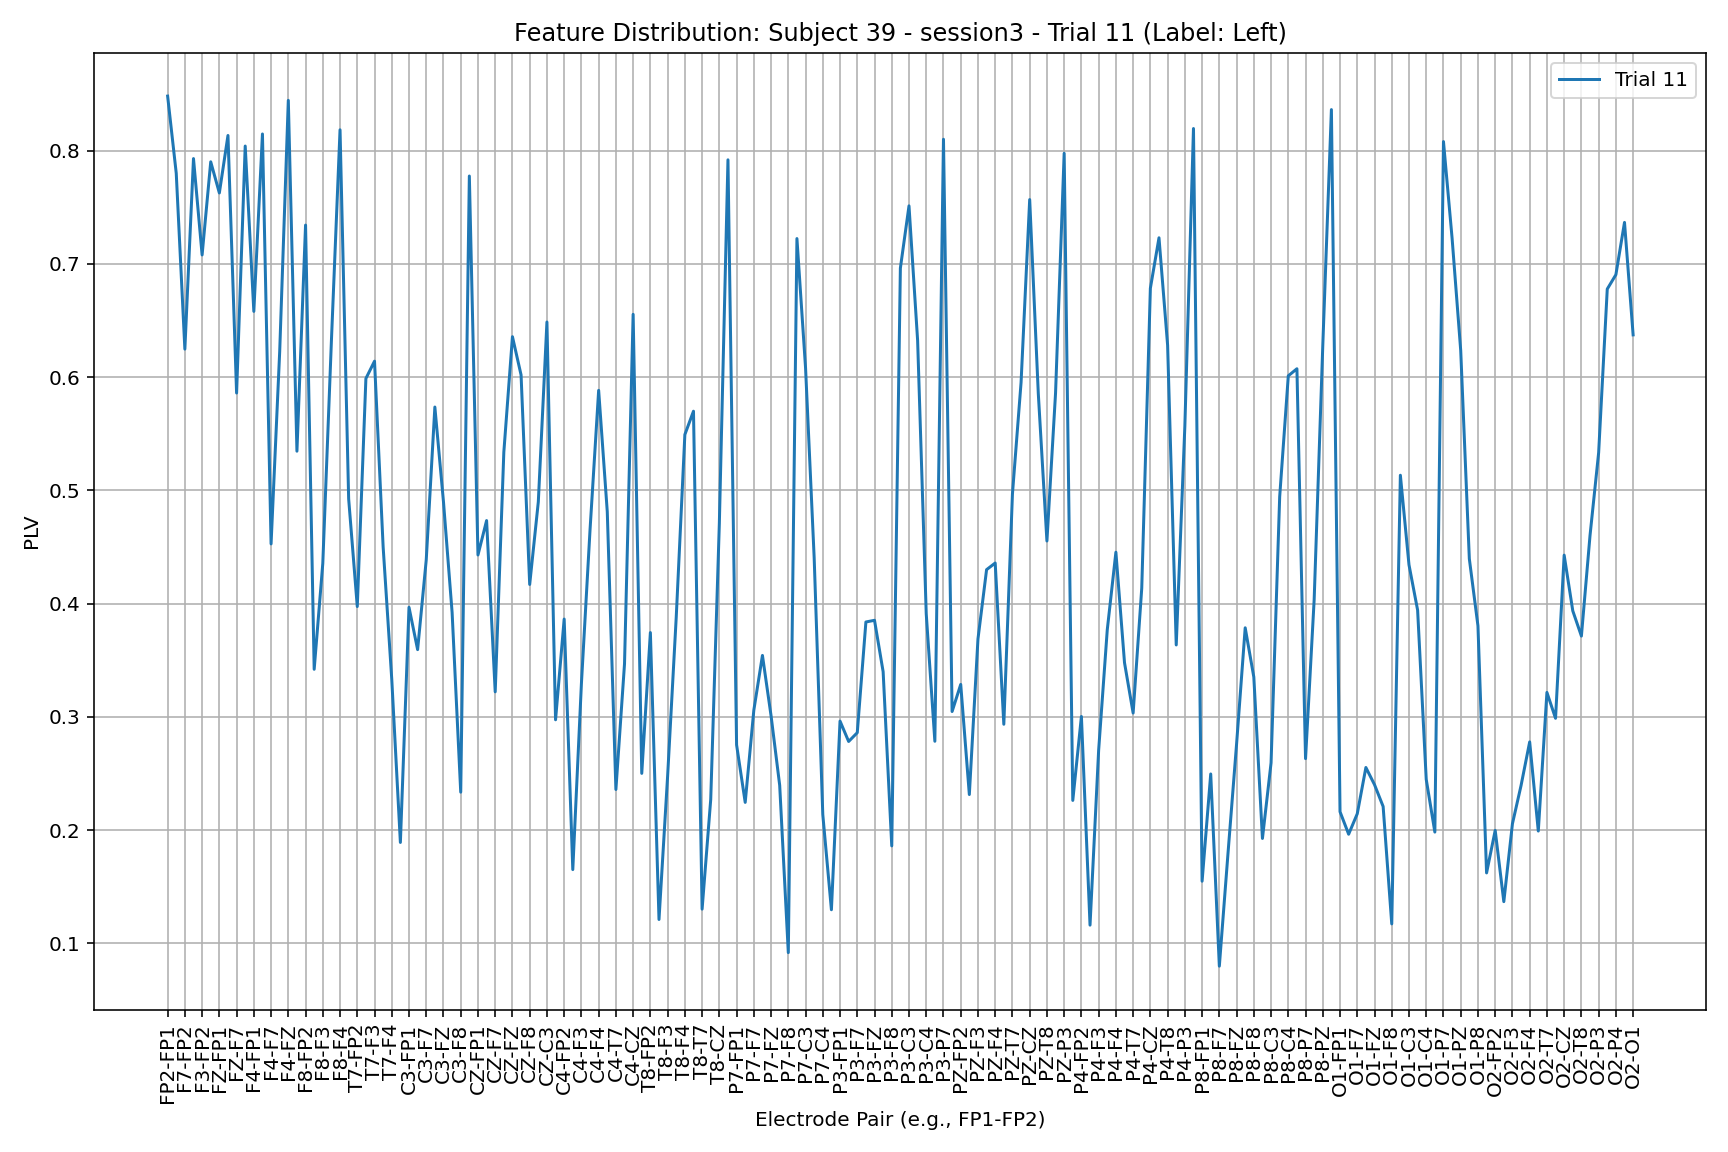 Feature Distribution: Subject 39 - session3 - Trial 11 (Label: Left)
Trial 11
PLV
0.8
0.7
0.6
0.5
0.4
0.3
0.2
0.1
FP2-FP1
F7-FP2
F3-FP2
FZ-FP1
FZ-F7
F4-FP1
F4-F7
F4-FZ
F8-FP2
F8-F3
F8-F4
T7-FP2
T7-F3
T7-F4
C3-FP1
C3-F7
C3-FZ
C3-F8
CZ-FP1
CZ-F7
CZ-FZ
CZ-F8
CZ-C3
C4-FP2
C4-F3
C4-F4
C4-T7
C4-CZ
T8-FP2
T8-F3
T8-F4
T8-T7
T8-CZ
P7-FP1
P7-F7
P7-FZ
P7-F8
P7-C3
P7-C4
P3-FP1
P3-F7
P3-FZ
P3-F8
P3-C3
P3-C4
P3-P7
PZ-FP2
PZ-F3
PZ-F4
PZ-T7
PZ-CZ
PZ-T8
PZ-P3
P4-FP2
P4-F3
P4-F4
P4-T7
P4-CZ
P4-T8
P4-P3
P8-FP1
P8-F7
P8-FZ
P8-F8
P8-C3
P8-C4
P8-P7
P8-PZ
O1-FP1
O1-F7
O1-FZ
O1-F8
O1-C3
O1-C4
O1-P7
O1-PZ
O1-P8
O2-FP2
O2-F3
O2-F4
O2-T7
O2-CZ
O2-T8
O2-P3
O2-P4
O2-O1
Electrode Pair (e.g., FP1-FP2)